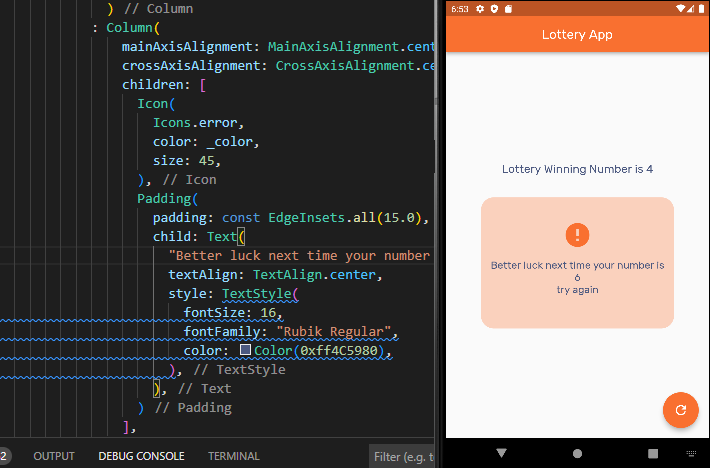 ) // Column
: Column(
mainAxisAlignment: MainAxisAlignment.cent
crossAxisAlignment: CrossAxisAlignment.ce
children: [
Icon(
Icons.error,
color: _color,
size: 45,
), // Icon
Padding(
padding: const EdgeInsets.all(15.0),
child: Text(
"Better luck next time your number
textAlign: TextAlign.center,
style: TextStyle(
fontSize: 16,
fontFamily: "Rubik Regular",
color: Color(0xff4C5980),
), // TextStyle
), // Text
) // Padding
],
2 OUTPUT DEBUG CONSOLE TERMINAL Filter (e.g. te
6:53
Lottery App
Lottery Winning Number is 4
Better luck next time your number is
6
try again